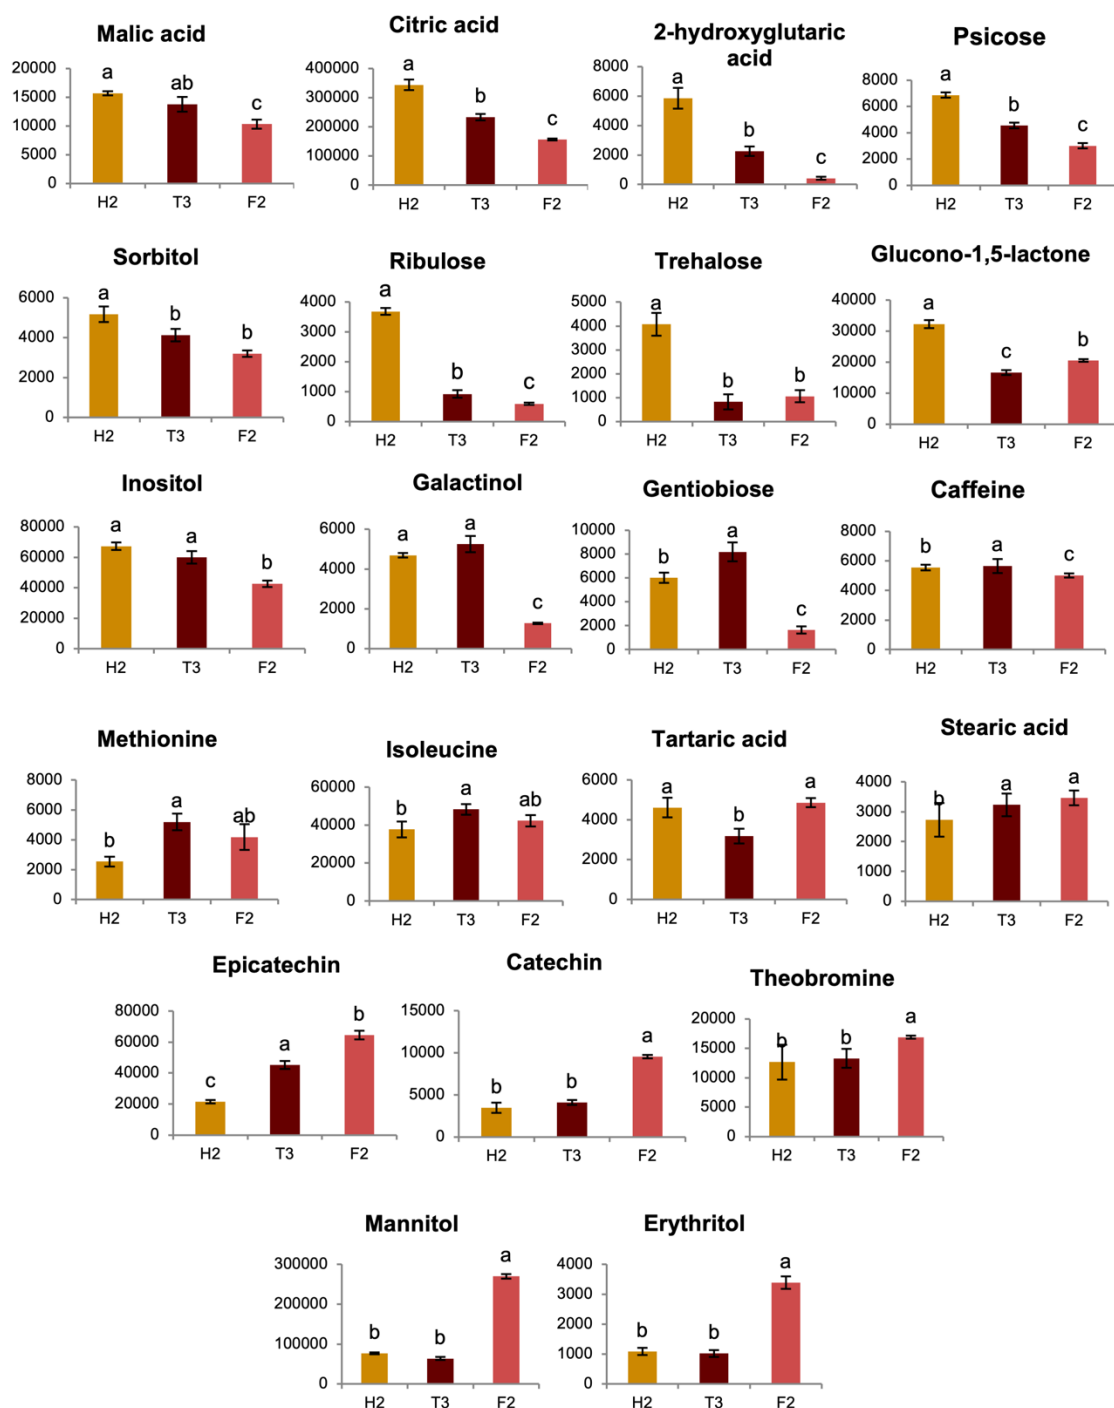 Malic acid
20000
15000
10000
5000
0
a
ab
c
H2
T3
F2
Citric acid
400000
300000
200000
100000
0
a
b
c
H2
T3
F2
2-hydroxyglutaric
acid
8000
6000
4000
2000
0
a
b
c
H2
T3
F2
Psicose
8000
6000
4000
2000
0
a
b
c
H2
T3
F2
Sorbitol
6000
4000
2000
0
a
b
b
H2
T3
F2
Ribulose
4000
3000
2000
1000
0
a
b
c
H2
T3
F2
Trehalose
5000
4000
3000
2000
1000
0
a
b
b
H2
T3
F2
Glucono-1,5-lactone
40000
30000
20000
10000
0
a
c
b
H2
T3
F2
Inositol
80000
60000
40000
20000
0
a
a
b
H2
T3
F2
Galactinol
6000
4000
2000
0
a
a
c
H2
T3
F2
Gentiobiose
10000
8000
6000
4000
2000
0
b
a
c
H2
T3
F2
Caffeine
8000
6000
4000
2000
0
b
a
c
H2
T3
F2
Methionine
8000
6000
4000
2000
0
b
a
ab
H2
T3
F2
Isoleucine
60000
40000
20000
0
b
a
ab
H2
T3
F2
Tartaric acid
6000
4000
2000
0
a
b
a
H2
T3
F2
Stearic acid
4000
3000
2000
1000
0
b
a
a
H2
T3
F2
Epicatechin
80000
60000
40000
20000
0
c
a
b
H2
T3
F2
Catechin
15000
10000
5000
0
b
b
a
H2
T3
F2
Theobromine
20000
15000
10000
5000
0
b
b
a
H2
T3
F2
Mannitol
300000
200000
100000
0
b
b
a
H2
T3
F2
Erythritol
4000
3000
2000
1000
0
b
b
a
H2
T3
F2